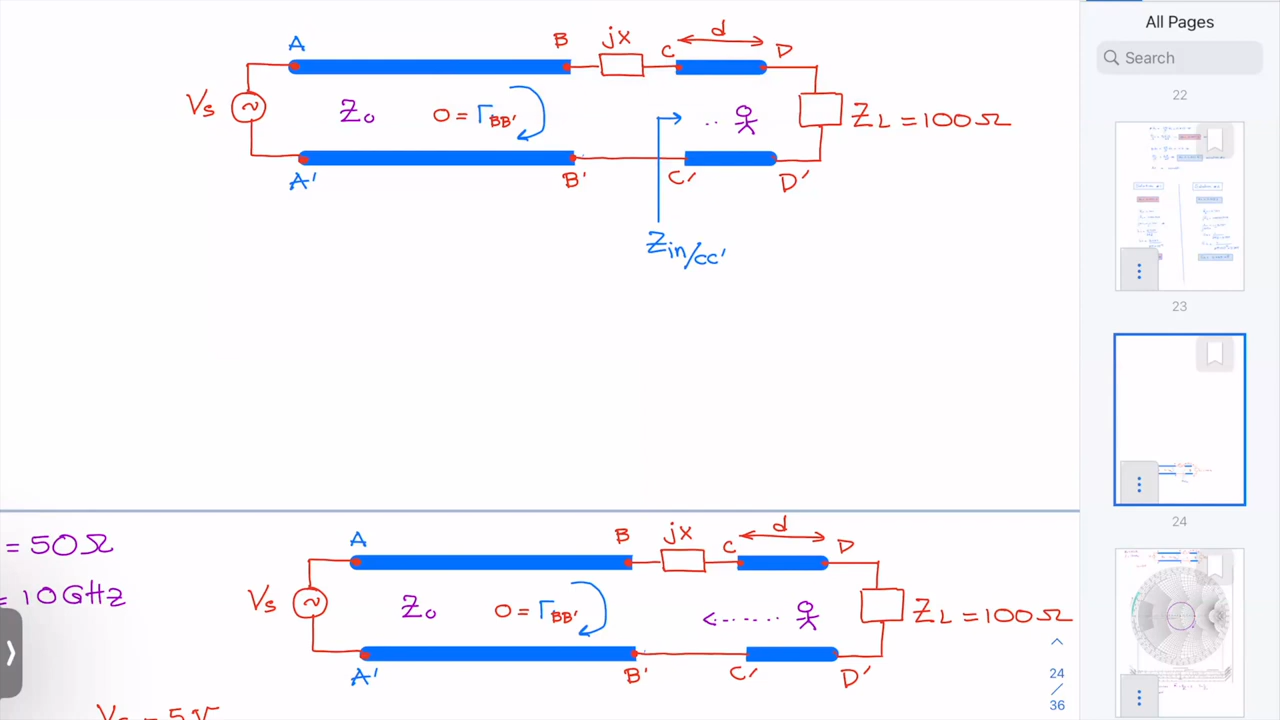 All Pages
Search
22
23
24
A
B
jX
C
d
D
Vs
Z0
0 = ΓBB'
ZL = 100Ω
A'
B'
C'
D'
Zin/CC'
= 50Ω
= 10GHz
A
B
jX
C
d
D
Vs
Z0
0 = ΓBB'
ZL = 100Ω
A'
B'
C'
D'
24
/
36